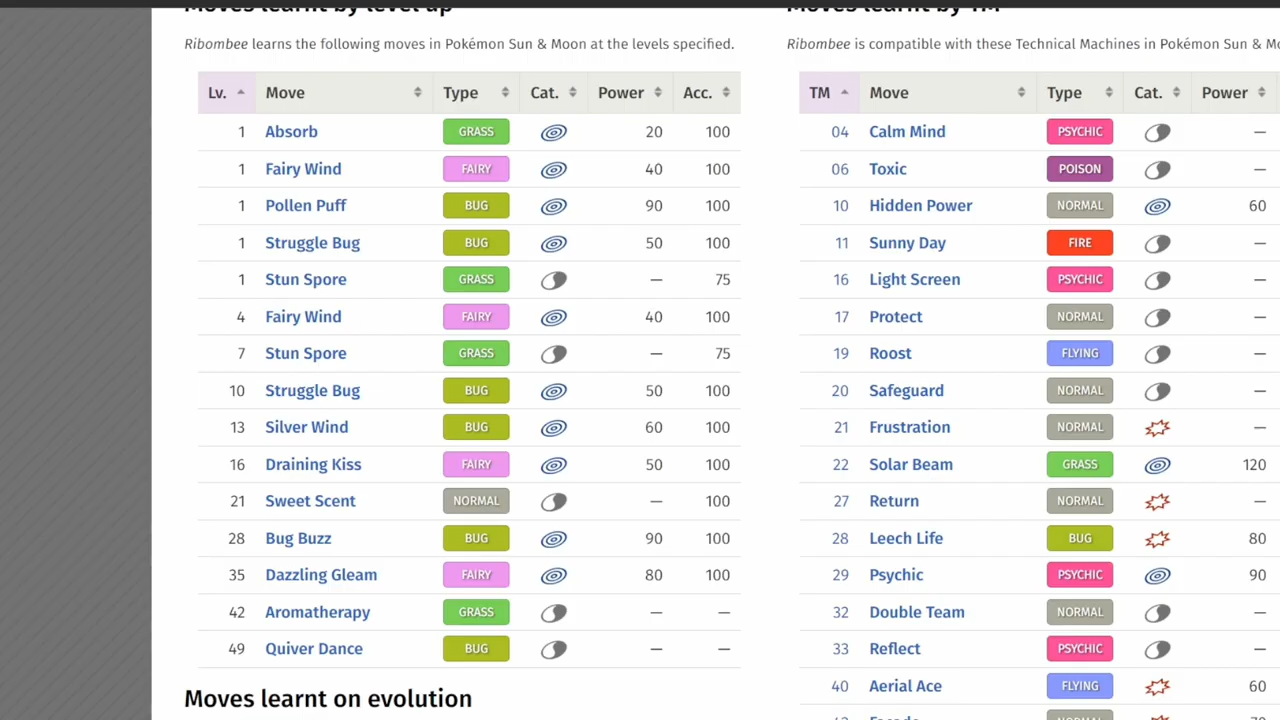 Moves learnt by level up
Ribombee learns the following moves in Pokémon Sun & Moon at the levels specified.
Lv. Move Type Cat. Power Acc.
1 Absorb GRASS 20 100
1 Fairy Wind FAIRY 40 100
1 Pollen Puff BUG 90 100
1 Struggle Bug BUG 50 100
1 Stun Spore GRASS — 75
4 Fairy Wind FAIRY 40 100
7 Stun Spore GRASS — 75
10 Struggle Bug BUG 50 100
13 Silver Wind BUG 60 100
16 Draining Kiss FAIRY 50 100
21 Sweet Scent NORMAL — 100
28 Bug Buzz BUG 90 100
35 Dazzling Gleam FAIRY 80 100
42 Aromatherapy GRASS — —
49 Quiver Dance BUG — —
Moves learnt on evolution
Moves learnt by TM
Ribombee is compatible with these Technical Machines in Pokémon Sun &
TM Move Type Cat. Power
04 Calm Mind PSYCHIC —
06 Toxic POISON —
10 Hidden Power NORMAL 60
11 Sunny Day FIRE —
16 Light Screen PSYCHIC —
17 Protect NORMAL —
19 Roost FLYING —
20 Safeguard NORMAL —
21 Frustration NORMAL —
22 Solar Beam GRASS 120
27 Return NORMAL —
28 Leech Life BUG 80
29 Psychic PSYCHIC 90
32 Double Team NORMAL —
33 Reflect PSYCHIC —
40 Aerial Ace FLYING 60